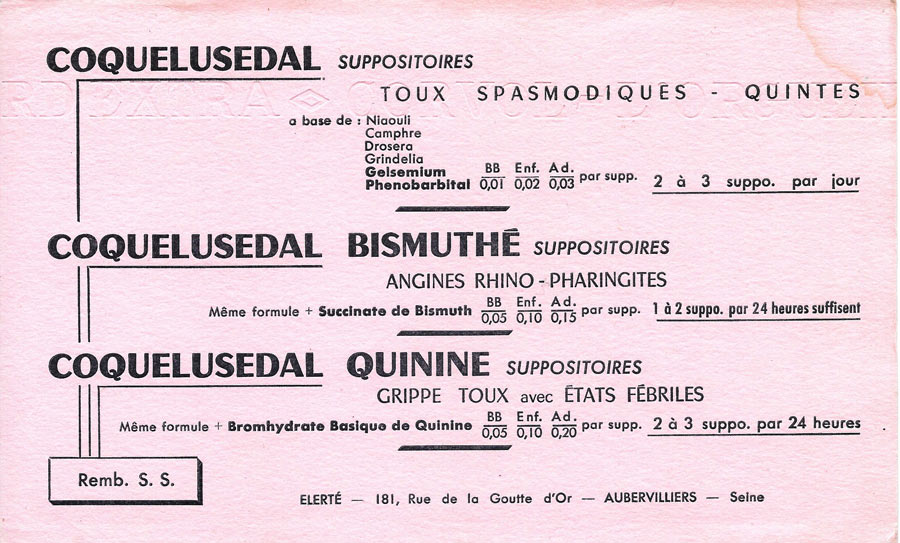 COQUELUSEDAL SUPPOSITOIRES
TOUX SPASMODIQUES - QUINTES
a base de : Niaouli
Camphre
Drosera
Grindelia
Gelsemium
Phenobarbital BB 0,01 Enf. 0,02 Ad. 0,03 par supp. 2 à 3 suppo. par jour
COQUELUSEDAL BISMUTHÉ SUPPOSITOIRES
ANGINES RHINO-PHARINGITES
Même formule + Succinate de Bismuth BB 0,05 Enf. 0,10 Ad. 0,15 par supp. 1 à 2 suppo. par 24 heures suffisent
COQUELUSEDAL QUININE SUPPOSITOIRES
GRIPPE TOUX avec ÉTATS FÉBRILES
Même formule + Bromhydrate Basique de Quinine BB 0,05 Enf. 0,10 Ad. 0,20 par supp. 2 à 3 suppo. par 24 heures
Remb. S. S.
ELERTÉ — 181, Rue de la Goutte d'Or — AUBERVILLIERS — Seine